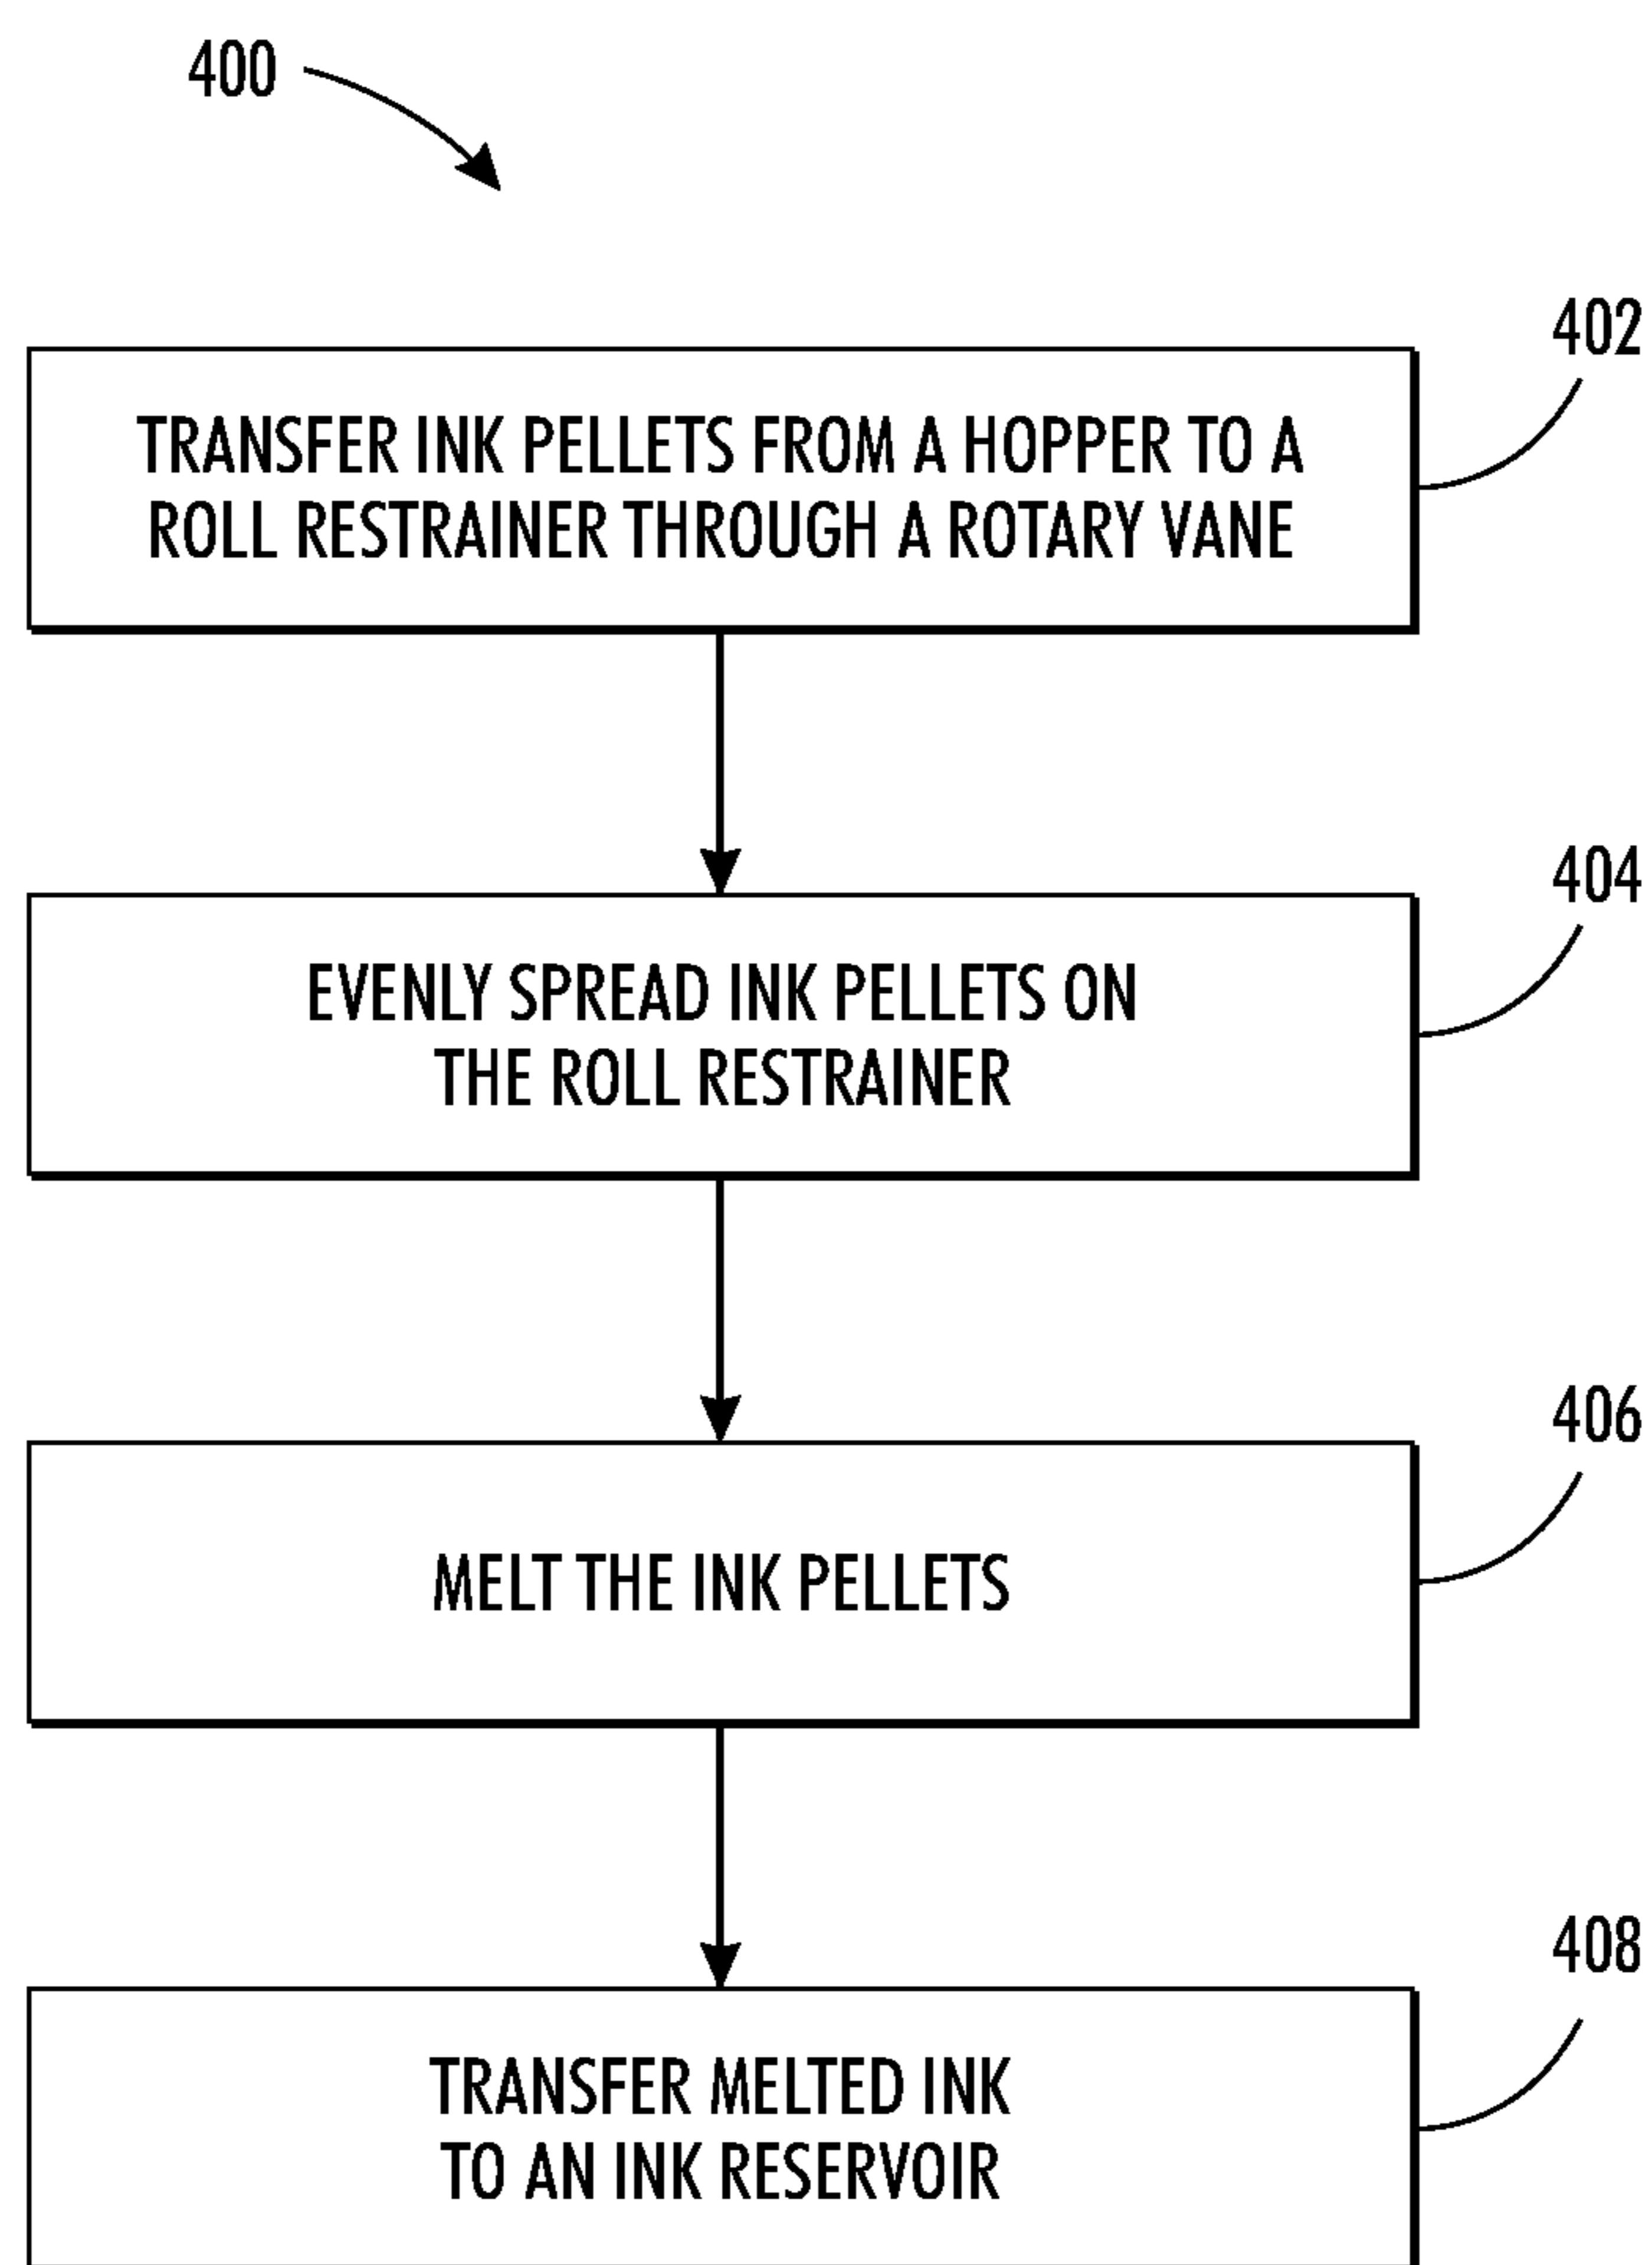 400
402
TRANSFER INK PELLETS FROM A HOPPER TO A
ROLL RESTRAINER THROUGH A ROTARY VANE
404
EVENLY SPREAD INK PELLETS ON
THE ROLL RESTRAINER
406
MELT THE INK PELLETS
408
TRANSFER MELTED INK
TO AN INK RESERVOIR